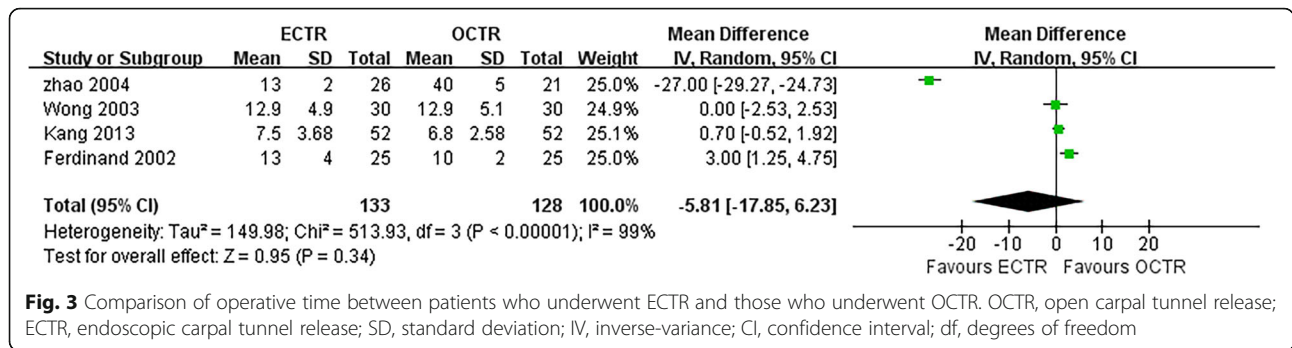 ECTR OCTR Mean Difference Mean Difference
Study or Subgroup Mean SD Total Mean SD Total Weight IV, Random, 95% CI IV, Random, 95% CI
zhao 2004 13 2 26 40 5 21 25.0% -27.00 [-29.27, -24.73]
Wong 2003 12.9 4.9 30 12.9 5.1 30 24.9% 0.00 [-2.53, 2.53]
Kang 2013 7.5 3.68 52 6.8 2.58 52 25.1% 0.70 [-0.52, 1.92]
Ferdinand 2002 13 4 25 10 2 25 25.0% 3.00 [1.25, 4.75]
Total (95% CI) 133 128 100.0% -5.81 [-17.85, 6.23]
Heterogeneity: Tau² = 149.98; Chi² = 513.93, df = 3 (P < 0.00001); I² = 99%
Test for overall effect: Z = 0.95 (P = 0.34)
-20 -10 0 10 20
Favours ECTR Favours OCTR
Fig. 3 Comparison of operative time between patients who underwent ECTR and those who underwent OCTR. OCTR, open carpal tunnel release;
ECTR, endoscopic carpal tunnel release; SD, standard deviation; IV, inverse-variance; CI, confidence interval; df, degrees of freedom